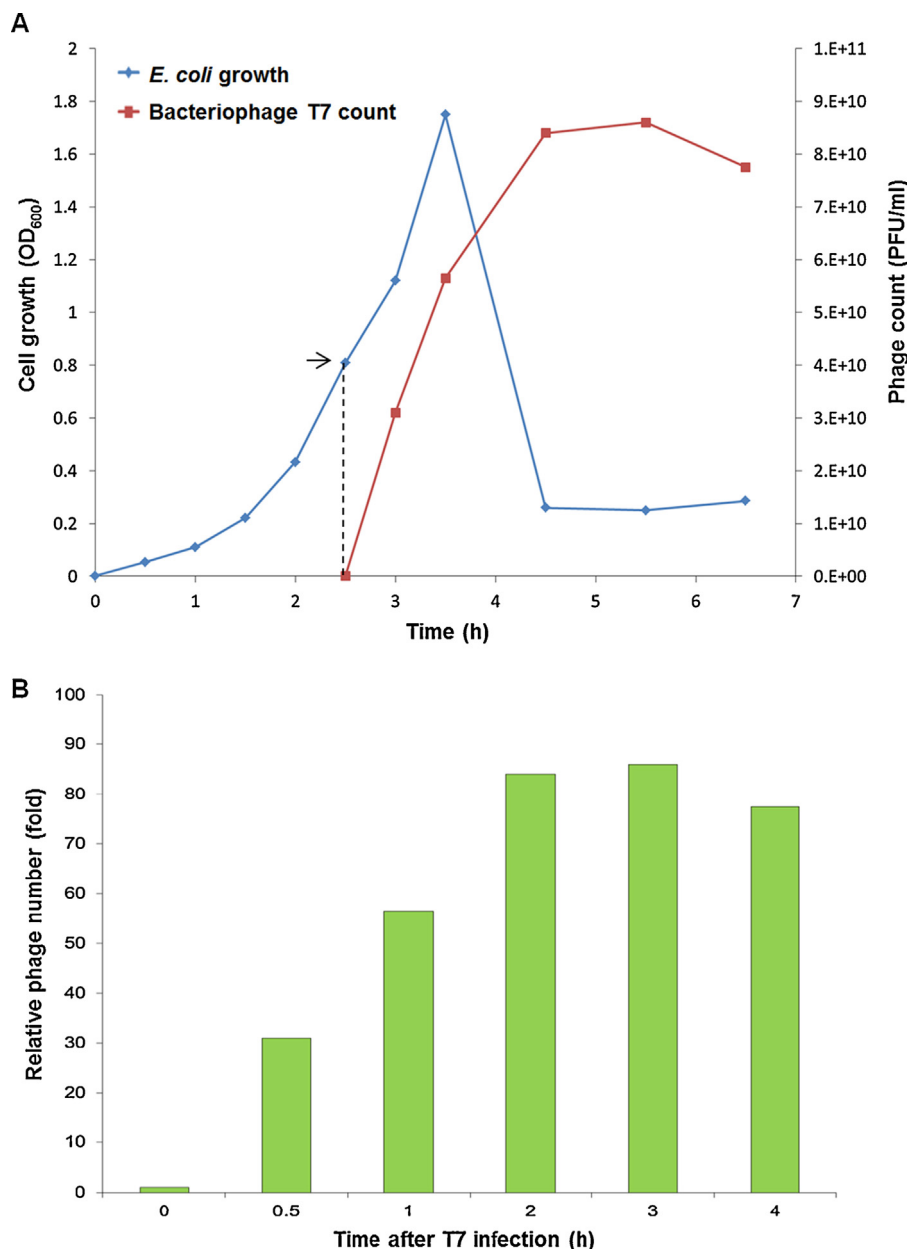 A
E. coli growth
Bacteriophage T7 count
2
1.8
1.6
1.4
1.2
1
0.8
0.6
0.4
0.2
0
Cell growth (OD600)
1.E+11
9.E+10
8.E+10
7.E+10
6.E+10
5.E+10
4.E+10
3.E+10
2.E+10
1.E+10
0.E+00
Phage count (PFU/ml)
0 1 2 3 4 5 6 7
Time (h)
B
100
90
80
70
60
50
40
30
20
10
0
Relative phage number (fold)
0 0.5 1 2 3 4
Time after T7 infection (h)